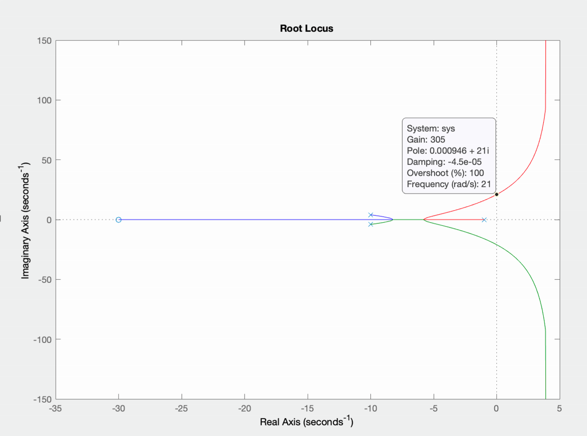 Root Locus
150
100
50
0
-50
-100
-150
Imaginary Axis (seconds⁻¹)
System: sys
Gain: 305
Pole: 0.000946 + 21i
Damping: -4.5e-05
Overshoot (%): 100
Frequency (rad/s): 21
-35
-30
-25
-20
-15
-10
-5
0
5
Real Axis (seconds⁻¹)